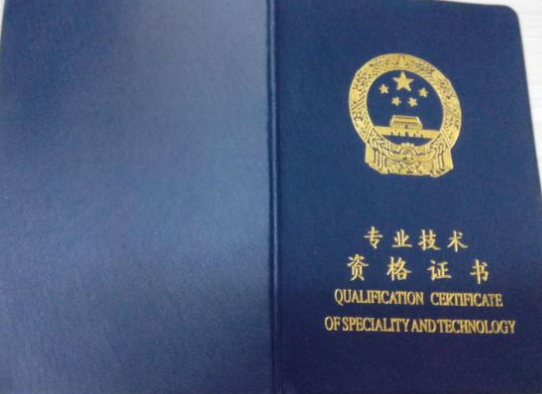 专业技术
资格证书
QUALIFICATION CERTIFICATE
OF SPECIALITY AND TECHNOLOGY